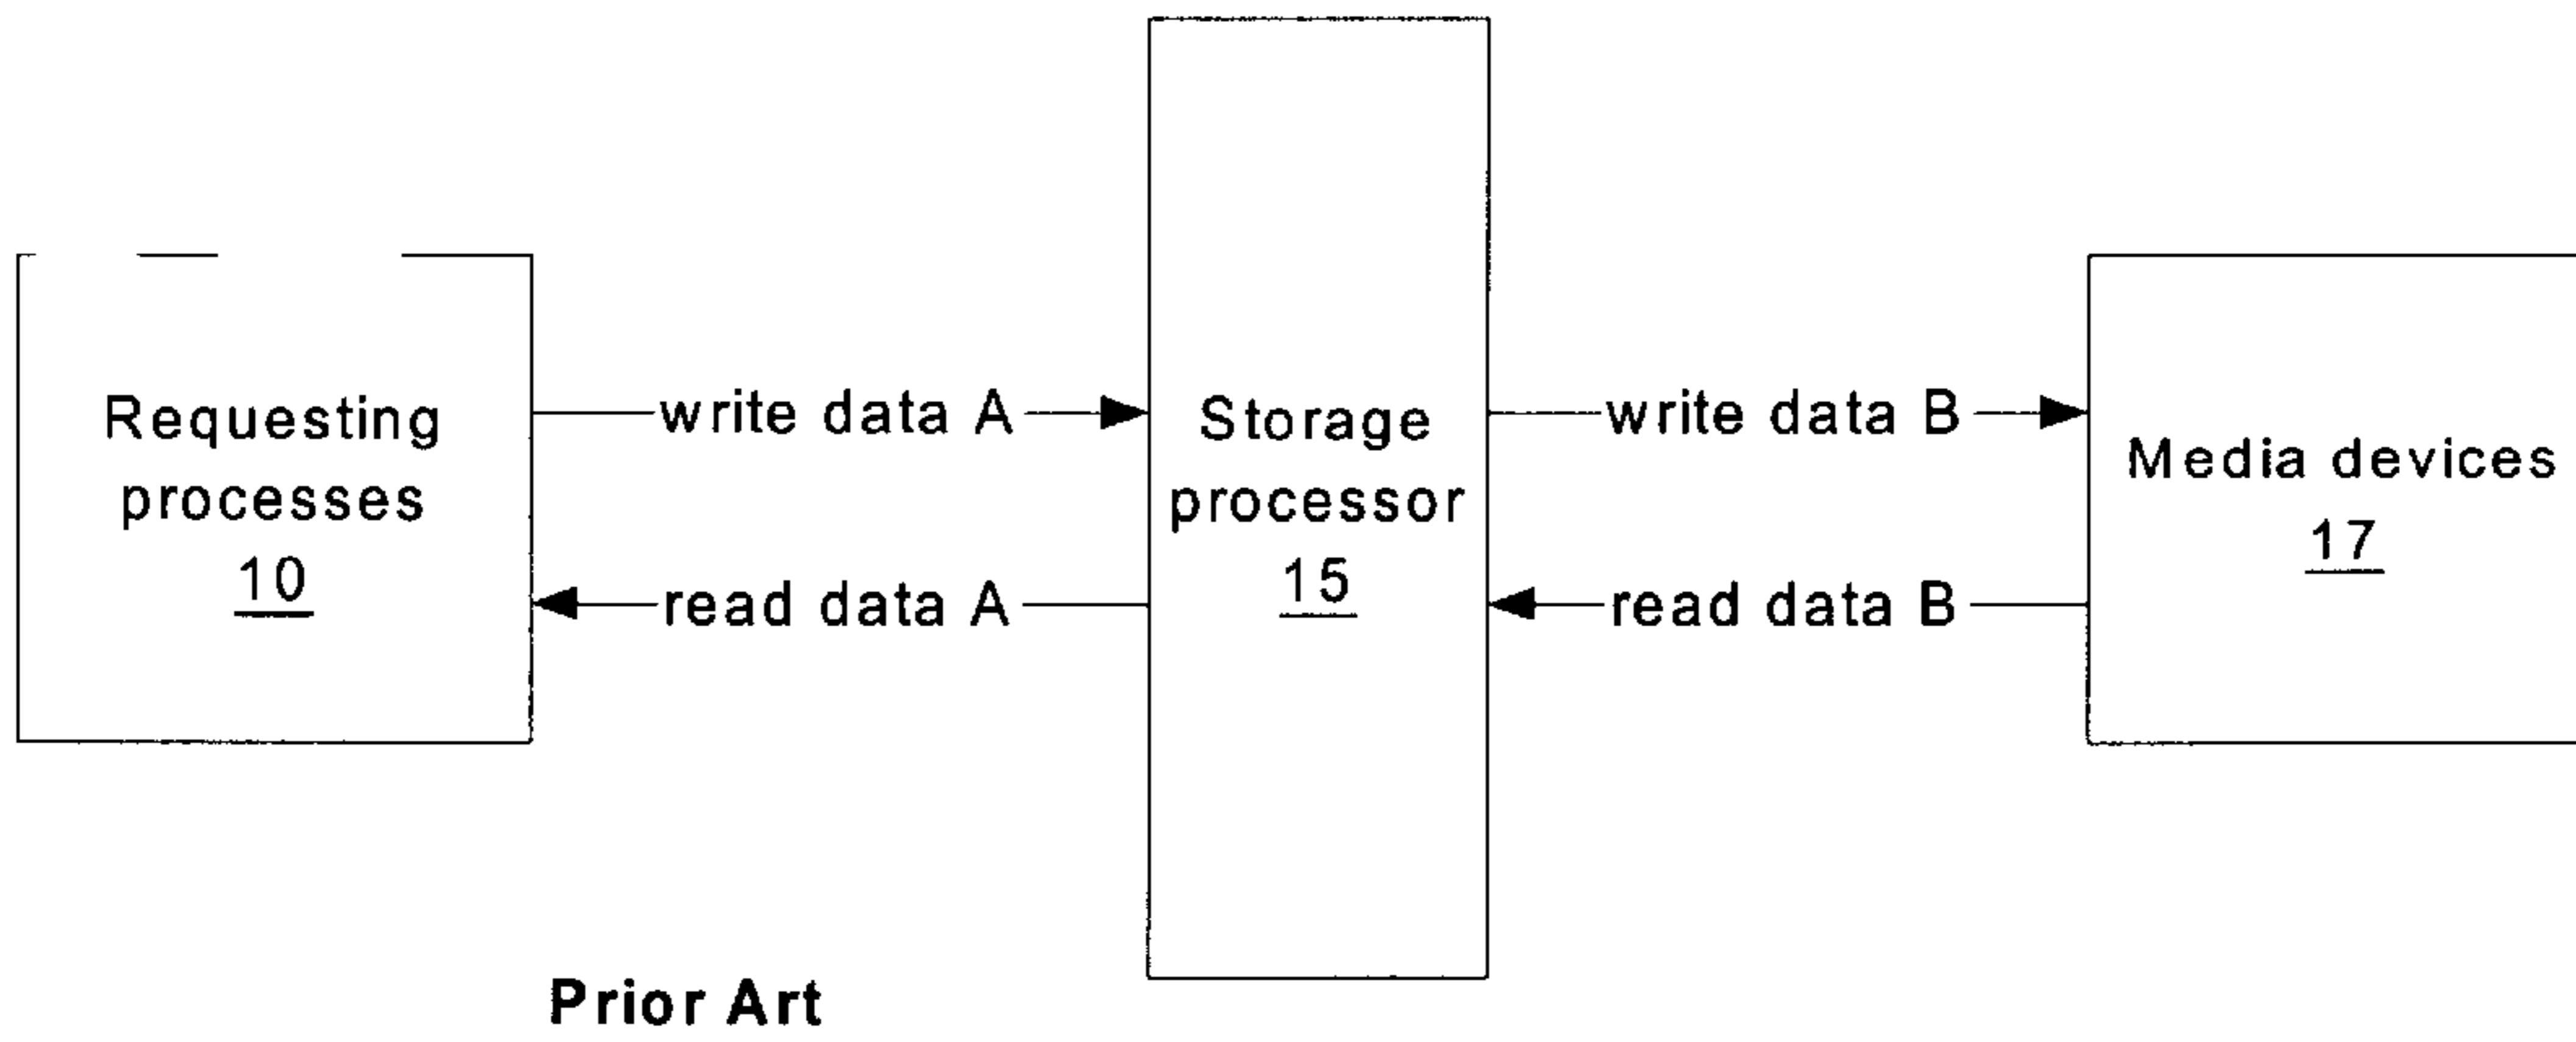 Requesting
processes
10
write data A
read data A
Storage
processor
15
write data B
read data B
Media devices
17
Prior Art